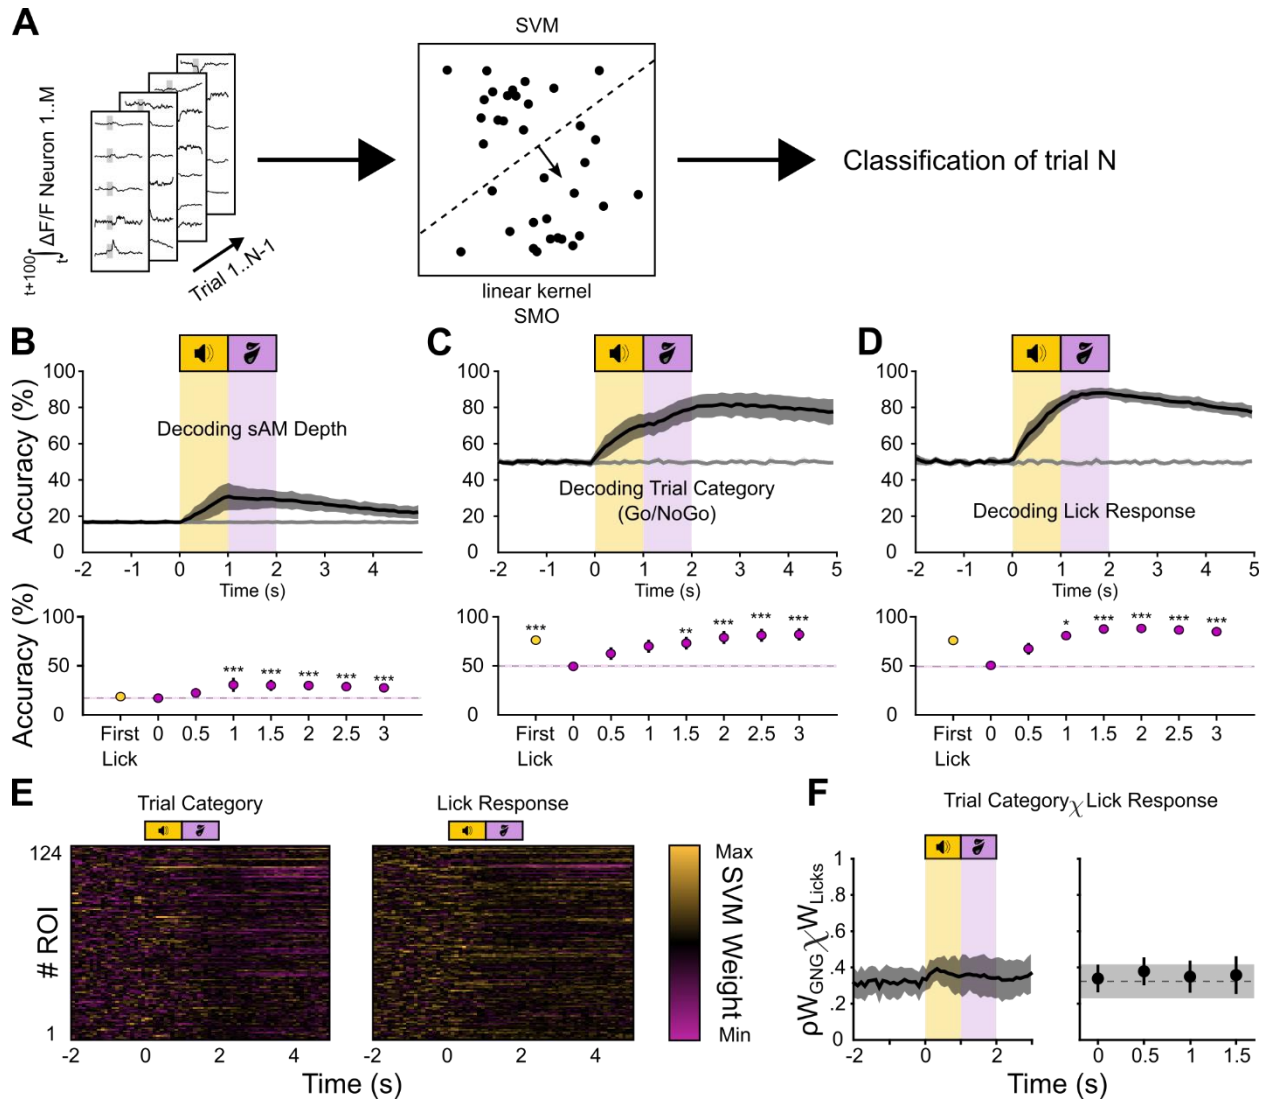 A
SVM
t+100
∫ ΔF/F Neuron 1..M
t
Trial 1..N-1
linear kernel
SMO
Classification of trial N
B
Accuracy (%)
100
80
60
40
20
0
Decoding sAM Depth
-2 -1 0 1 2 3 4
Time (s)
Accuracy (%)
100
50
0
*** *** *** *** ***
First Lick 0 0.5 1 1.5 2 2.5 3
C
100
80
60
40
20
0
Decoding Trial Category
(Go/NoGo)
-2 -1 0 1 2 3 4 5
Time (s)
100
50
0
*** ** *** *** ***
First Lick 0 0.5 1 1.5 2 2.5 3
D
100
80
60
40
20
0
Decoding Lick Response
-2 -1 0 1 2 3 4 5
Time (s)
100
50
0
* *** *** *** ***
First Lick 0 0.5 1 1.5 2 2.5 3
E
Trial Category
Lick Response
# ROI
124
1
-2 0 2 4
-2 0 2 4
Time (s)
Max
SVM Weight
Min
F
Trial Category χ Lick Response
ρW GNG χ W Licks
1
.8
.6
.4
.2
0
-2 0 2
0 0.5 1 1.5
Time (s)